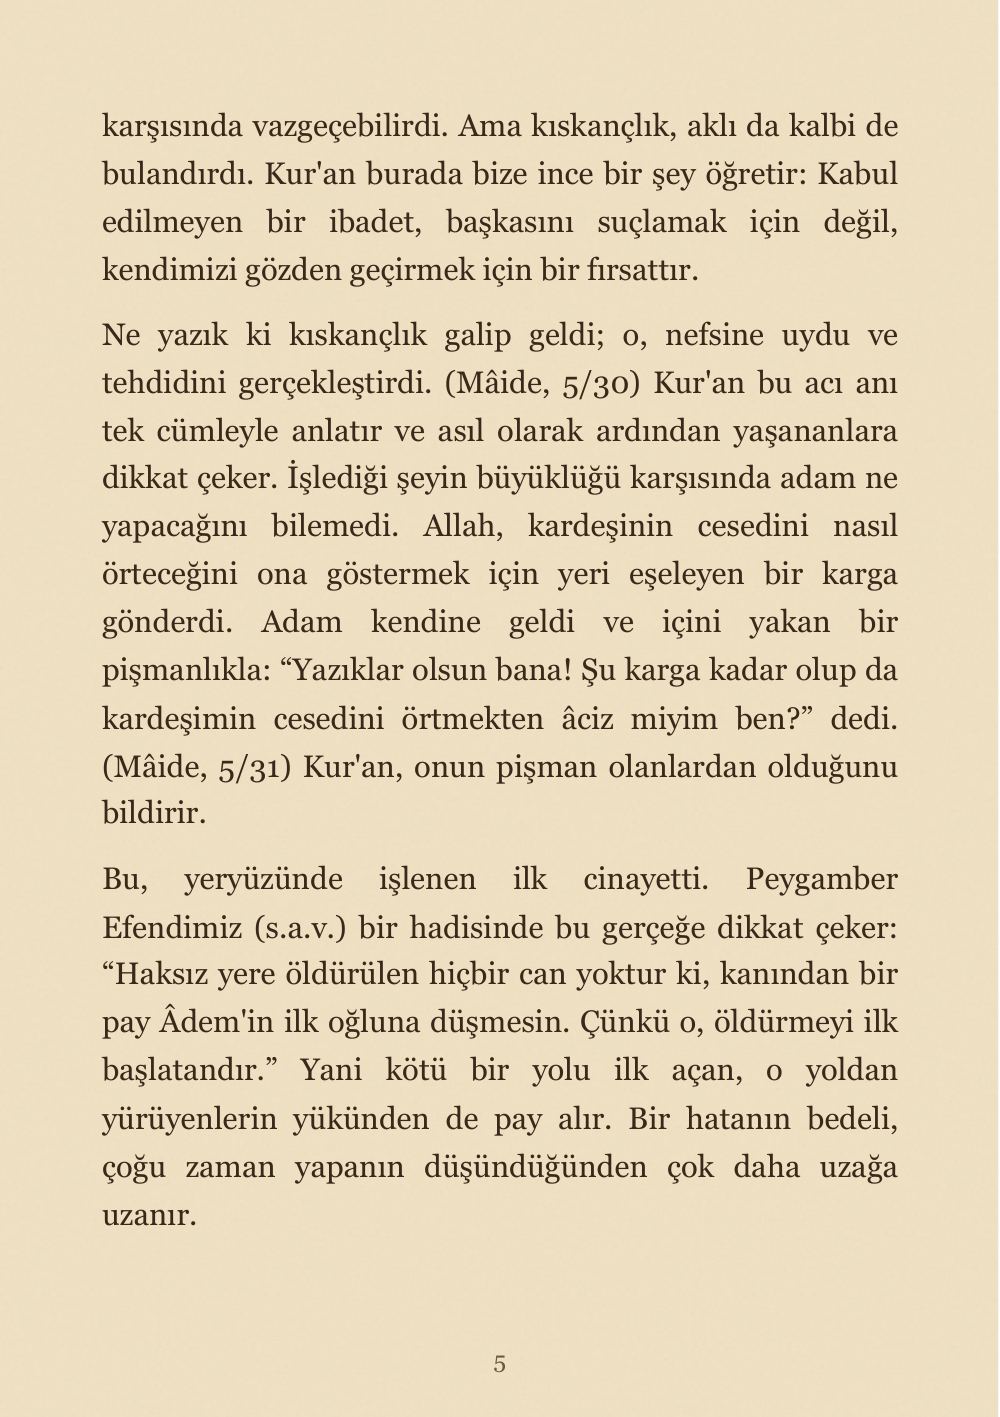 karşısında vazgeçebilirdi. Ama kıskançlık, aklı da kalbi de
bulandırdı. Kur'an burada bize ince bir şey öğretir: Kabul
edilmeyen bir ibadet, başkasını suçlamak için değil,
kendimizi gözden geçirmek için bir fırsattır.
Ne yazık ki kıskançlık galip geldi; o, nefsine uydu ve
tehdidini gerçekleştirdi. (Mâide, 5/30) Kur'an bu acı anı
tek cümleyle anlatır ve asıl olarak ardından yaşananlara
dikkat çeker. İşlediği şeyin büyüklüğü karşısında adam ne
yapacağını bilemedi. Allah, kardeşinin cesedini nasıl
örteceğini ona göstermek için yeri eşeleyen bir karga
gönderdi. Adam kendine geldi ve içini yakan bir
pişmanlıkla: “Yazıklar olsun bana! Şu karga kadar olup da
kardeşimin cesedini örtmekten âciz miyim ben?” dedi.
(Mâide, 5/31) Kur'an, onun pişman olanlardan olduğunu
bildirir.
Bu, yeryüzünde işlenen ilk cinayetti. Peygamber
Efendimiz (s.a.v.) bir hadisinde bu gerçeğe dikkat çeker:
“Haksız yere öldürülen hiçbir can yoktur ki, kanından bir
pay Âdem'in ilk oğluna düşmesin. Çünkü o, öldürmeyi ilk
başlatandır.” Yani kötü bir yolu ilk açan, o yoldan
yürüyenlerin yükünden de pay alır. Bir hatanın bedeli,
çoğu zaman yapanın düşündüğünden çok daha uzağa
uzanır.
5